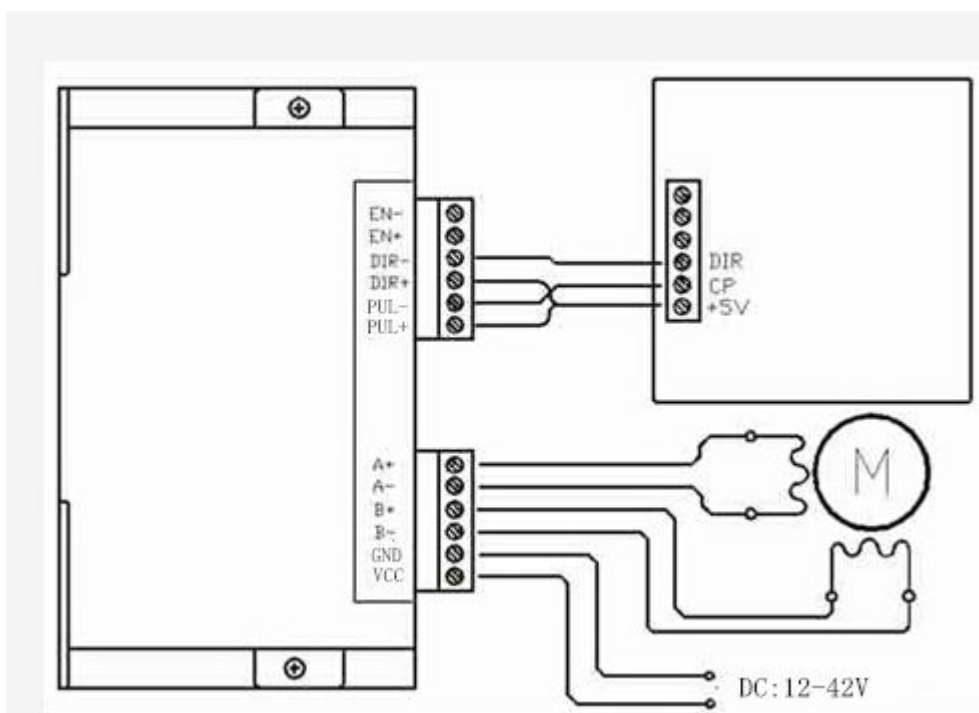 EN-
EN+
DIR-
DIR+
PUL-
PUL+
DIR
CP
+5V
A+
A-
B+
B-
GND
VCC
M
DC:12-42V